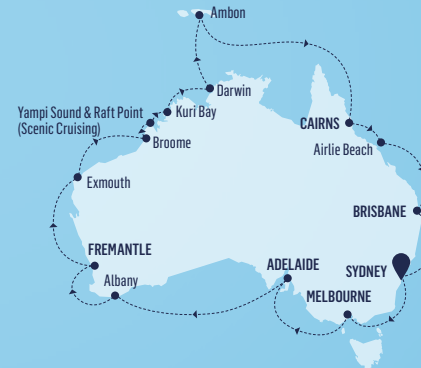 Ambon
Darwin
Yampi Sound & Raft Point
(Scenic Cruising)
Kuri Bay
CAIRNS
Broome
Airlie Beach
Exmouth
BRISBANE
FREMANTLE
ADELAIDE
SYDNEY
Albany
MELBOURNE